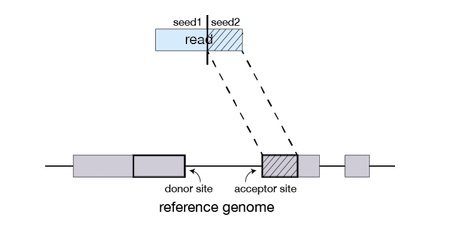 seed1 seed2
read
donor site acceptor site
reference genome